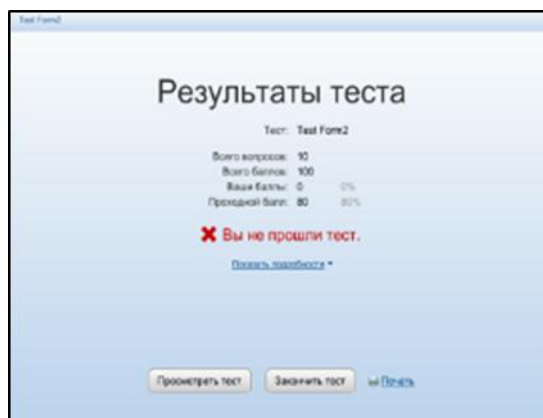 Test Form2
Результаты теста
Тест: Test Form2
Всего вопросов: 10
Всего баллов: 100
Ваши баллы: 0 0%
Проходной балл: 80 80%
Вы не прошли тест.
Показать подробности
Просмотреть тест Закончить тест Печать